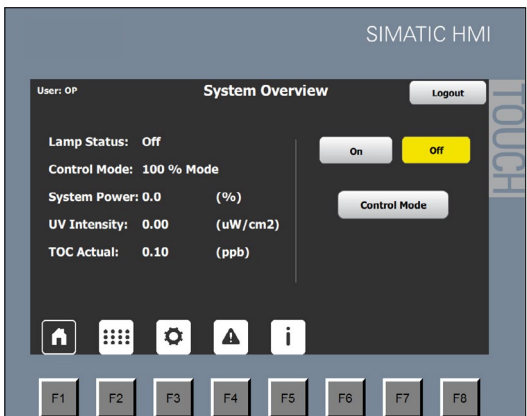 SIMATIC HMI
TOUCH
User: OP
System Overview
Logout
Lamp Status: Off
Control Mode: 100 % Mode
System Power: 0.0 (%)
UV Intensity: 0.00 (uW/cm2)
TOC Actual: 0.10 (ppb)
On
Off
Control Mode
i
F1 F2 F3 F4 F5 F6 F7 F8